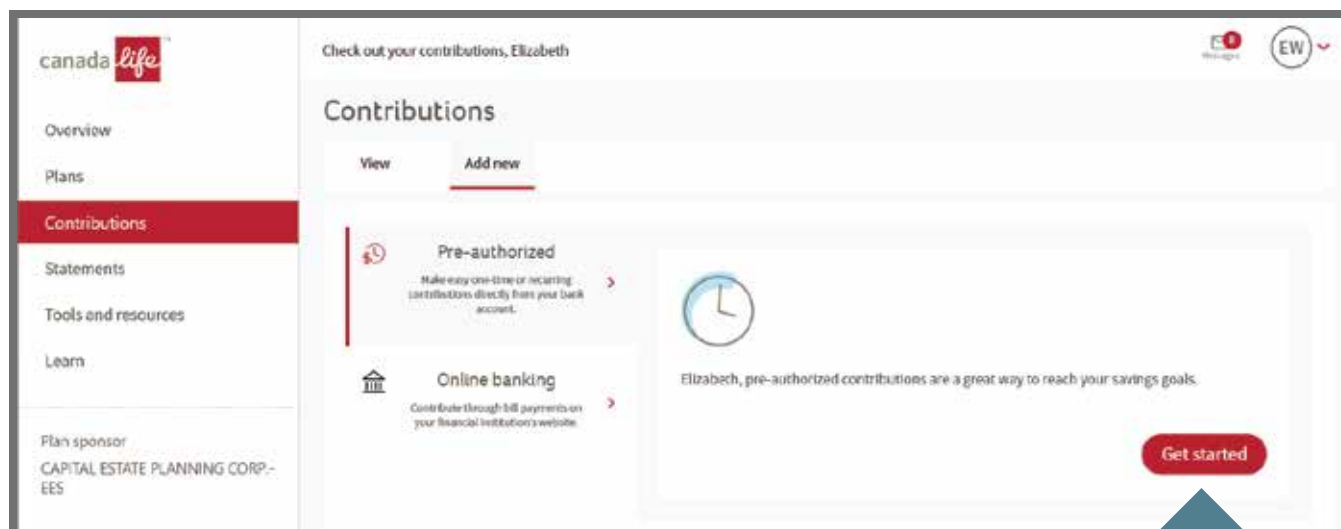 canada life
Check out your contributions, Elizabeth
EW
Overview
Plans
Contributions
Statements
Tools and resources
Learn
Plan sponsor
CAPITAL ESTATE PLANNING CORP.-
EES
Contributions
View Add new
Pre-authorized
Make easy one-time or recurring
contributions directly from your bank
account.
Online banking
Contribute through bill payments on
your financial institution's website.
Elizabeth, pre-authorized contributions are a great way to reach your savings goals.
Get started